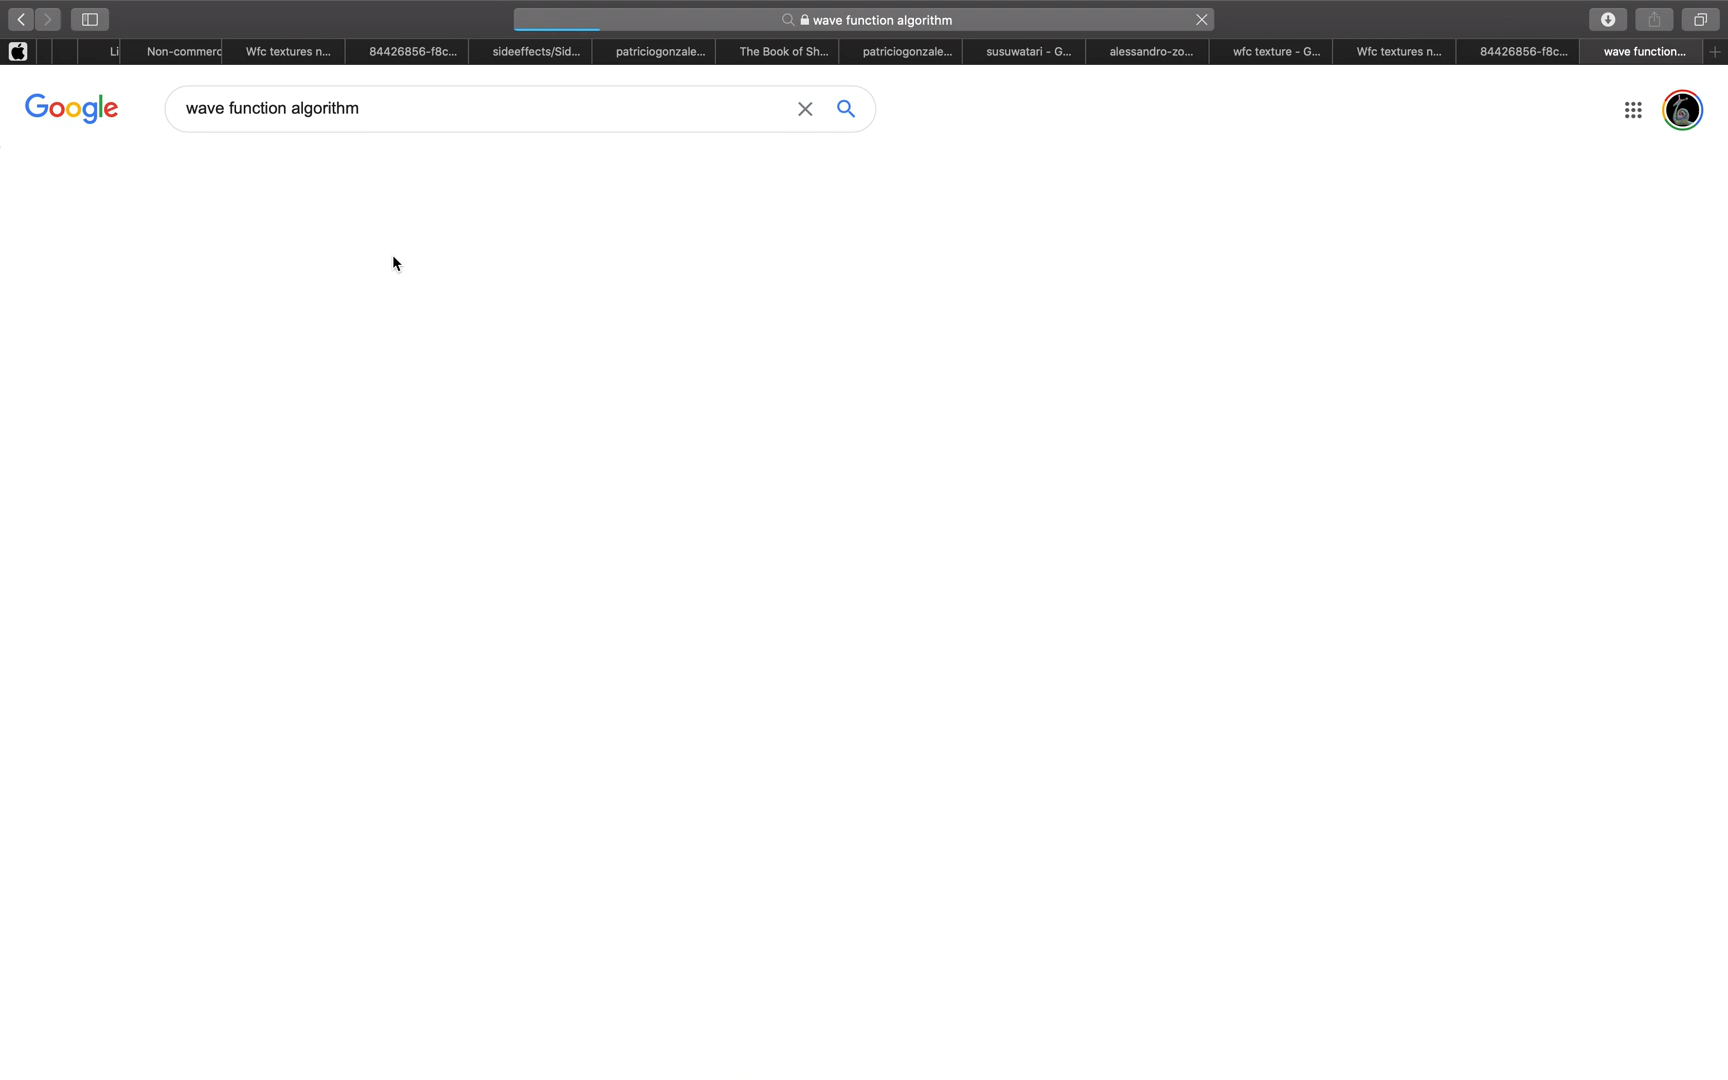 wave function algorithm
Li
Non-commerc
Wfc textures n...
84426856-f8c...
sideeffects/Sid...
patriciogonzale...
The Book of Sh...
patriciogonzale...
susuwatari - G...
alessandro-zo...
wfc texture - G...
Wfc textures n...
84426856-f8c...
wave function...
Google
wave function algorithm